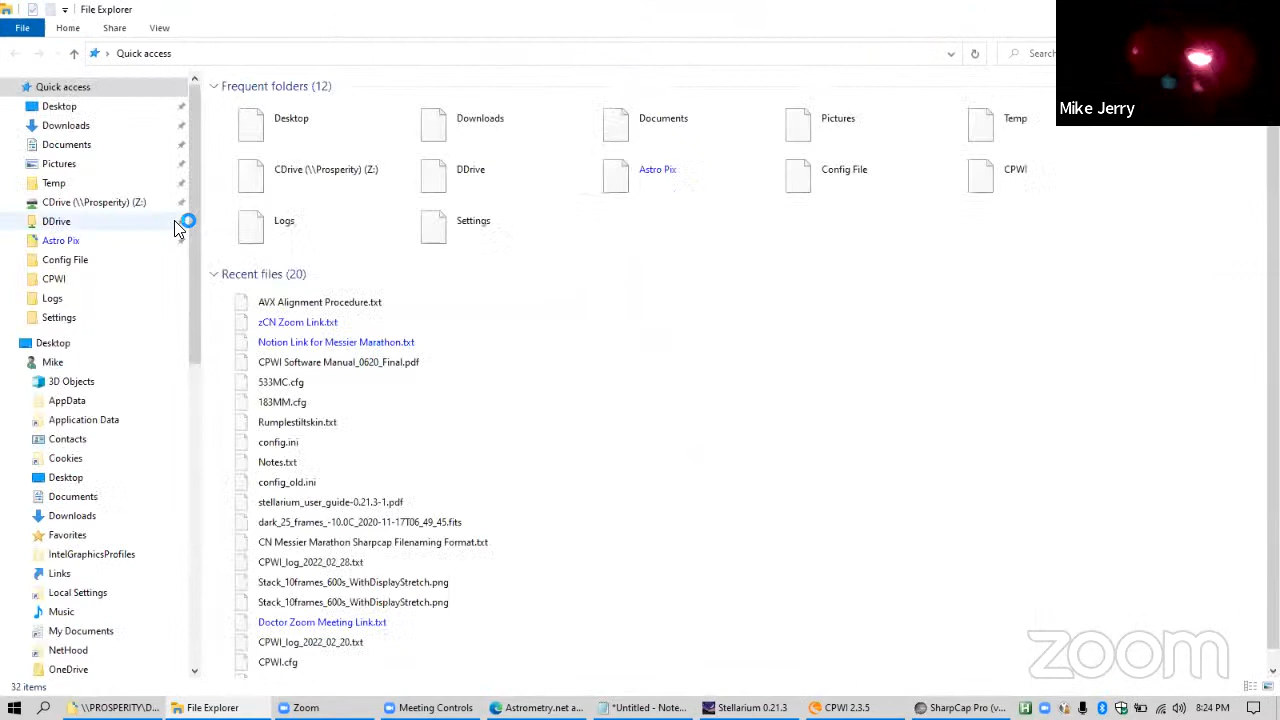 File Explorer
File
Home
Share
View
Quick access
Search
Mike Jerry
Quick access
Desktop
Downloads
Documents
Pictures
Temp
CDrive (\\Prosperity) (Z:)
DDrive
Astro Pix
Config File
CPWI
Logs
Settings
Desktop
Mike
3D Objects
AppData
Application Data
Contacts
Cookies
Desktop
Documents
Downloads
Favorites
IntelGraphicsProfiles
Links
Local Settings
Music
My Documents
NetHood
OneDrive
Frequent folders (12)
Desktop
Downloads
Documents
Pictures
Temp
CDrive (\\Prosperity) (Z:)
DDrive
Astro Pix
Config File
CPWI
Logs
Settings
Recent files (20)
AVX Alignment Procedure.txt
zCN Zoom Link.txt
Notion Link for Messier Marathon.txt
CPWI Software Manual_0620_Final.pdf
533MC.cfg
183MM.cfg
Rumplestiltskin.txt
config.ini
Notes.txt
config_old.ini
stellarium_user_guide-0.21.3-1.pdf
dark_25_frames_-10.0C_2020-11-17T06_49_45.fits
CN Messier Marathon Sharpcap Filenaming Format.txt
CPWI_log_2022_02_28.txt
Stack_10frames_600s_WithDisplayStretch.png
Stack_10frames_600s_WithDisplayStretch.png
Doctor Zoom Meeting Link.txt
CPWI_log_2022_02_20.txt
CPWI.cfg
zoom
32 items
\\PROSPERITY\D...
File Explorer
Zoom
Meeting Controls
Astrometry.net a...
*Untitled - Note...
Stellarium 0.21.3
CPWI 2.3.5
SharpCap Pro (v...
8:24 PM